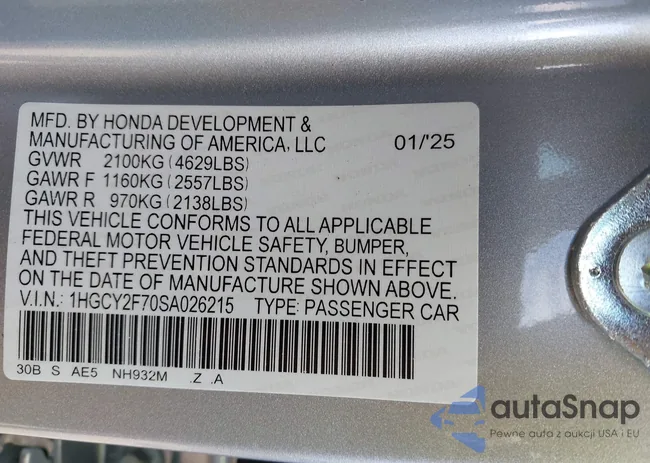 MFD. BY HONDA DEVELOPMENT &
MANUFACTURING OF AMERICA, LLC 01/'25
GVWR 2100KG (4629LBS)
GAWR F 1160KG (2557LBS)
GAWR R 970KG (2138LBS)
THIS VEHICLE CONFORMS TO ALL APPLICABLE
FEDERAL MOTOR VEHICLE SAFETY, BUMPER,
AND THEFT PREVENTION STANDARDS IN EFFECT
ON THE DATE OF MANUFACTURE SHOWN ABOVE.
V.I.N.: 1HGCY2F70SA026215 TYPE: PASSENGER CAR
30B S AE5 NH932M .Z .A
autaSnap
Pewne auta z aukcji USA i EU